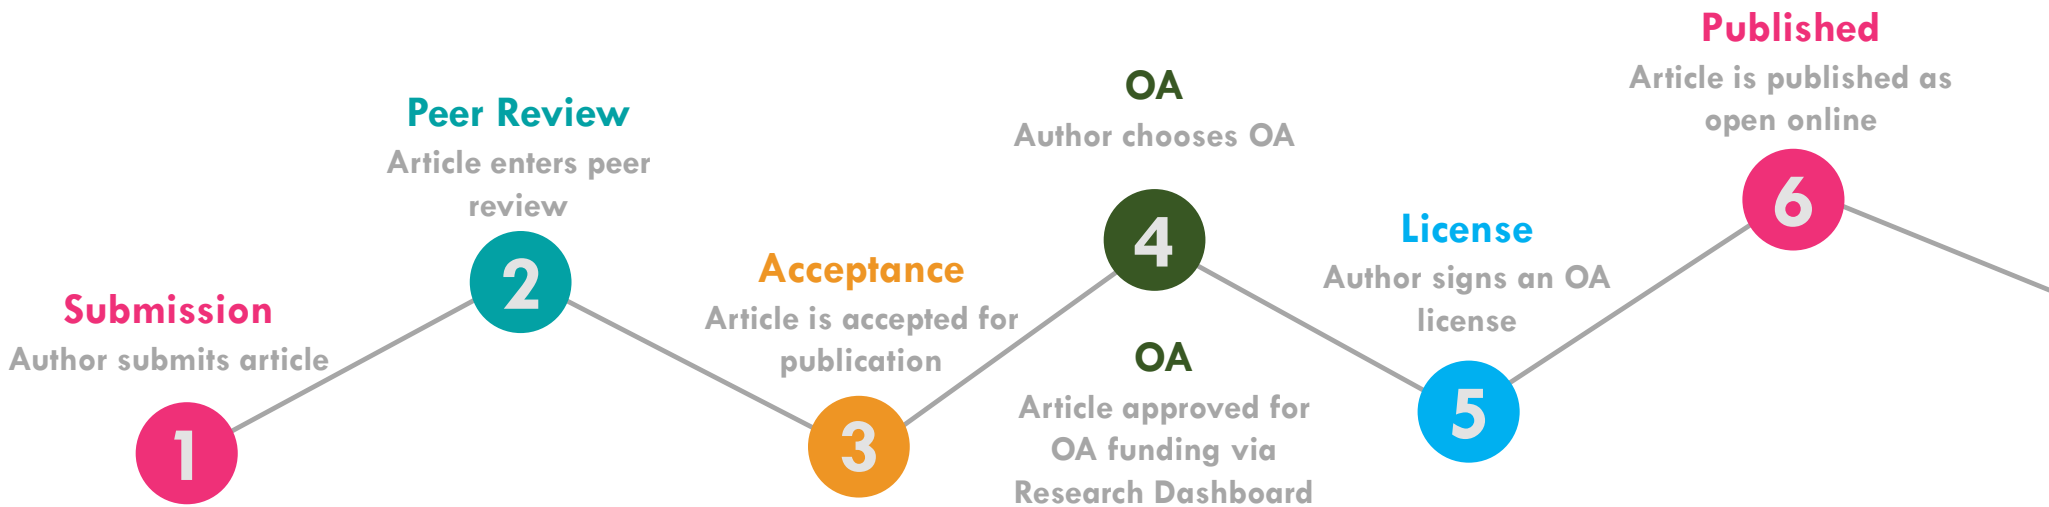 Submission
Author submits article
1
Peer Review
Article enters peer
review
2
Acceptance
Article is accepted for
publication
3
OA
Author chooses OA
4
OA
Article approved for
OA funding via
Research Dashboard
License
Author signs an OA
license
5
Published
Article is published as
open online
6